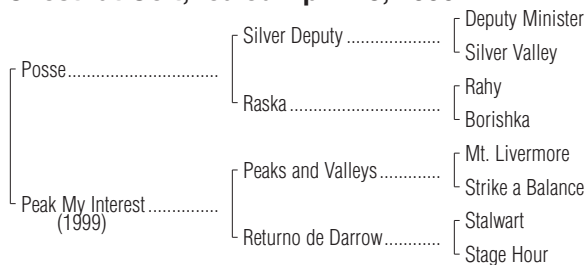 Deputy Minister
Silver Deputy
Silver Valley
Posse
Rahy
Raska
Borishka
Mt. Livermore
Peaks and Valleys
Strike a Balance
Peak My Interest
(1999)
Stalwart
Returno de Darrow
Stage Hour